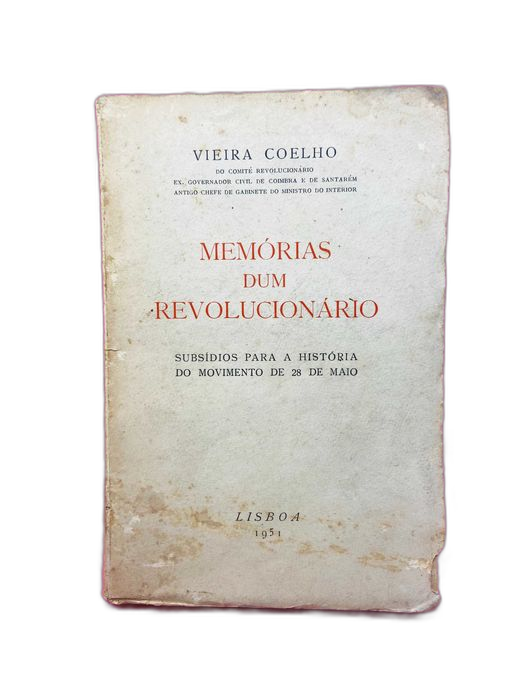 VIEIRA COELHO
DO COMITÉ REVOLUCIONÁRIO
EX. GOVERNADOR CIVIL DE COIMBRA E DE SANTARÉM
ANTIGO CHEFE DE GABINETE DO MINISTRO DO INTERIOR
MEMÓRIAS
DUM
REVOLUCIONÁRIO
SUBSÍDIOS PARA A HISTÓRIA
DO MOVIMENTO DE 28 DE MAIO
LISBOA
1951